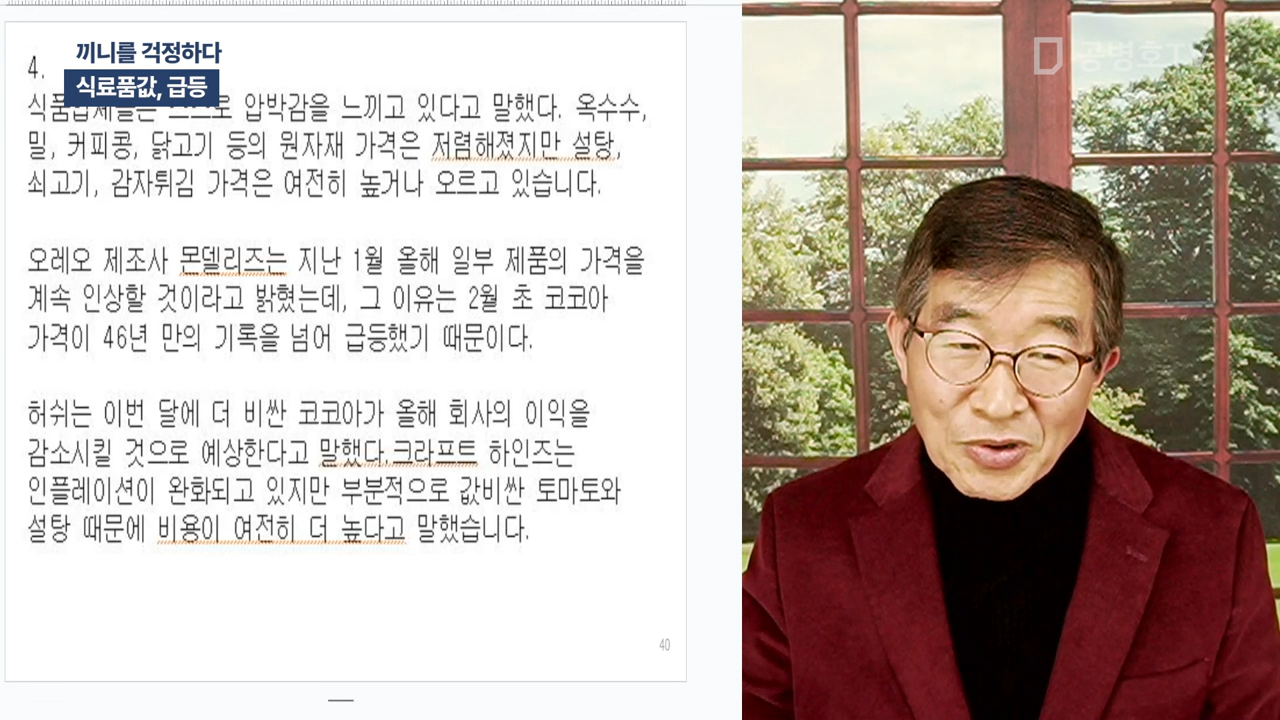 끼니를 걱정하다
식료품값, 급등
공병호TV
4.
압박감을 느끼고 있다고 말했다. 옥수수,
밀, 커피콩, 닭고기 등의 원자재 가격은 저렴해졌지만 설탕,
쇠고기, 감자튀김 가격은 여전히 높거나 오르고 있습니다.
오레오 제조사 몬델리즈는 지난 1월 올해 일부 제품의 가격을
계속 인상할 것이라고 밝혔는데, 그 이유는 2월 초 코코아
가격이 46년 만의 기록을 넘어 급등했기 때문이다.
허쉬는 이번 달에 더 비싼 코코아가 올해 회사의 이익을
감소시킬 것으로 예상한다고 말했다.크라프트 하인즈는
인플레이션이 완화되고 있지만 부분적으로 값비싼 토마토와
설탕 때문에 비용이 여전히 더 높다고 말했습니다.
40